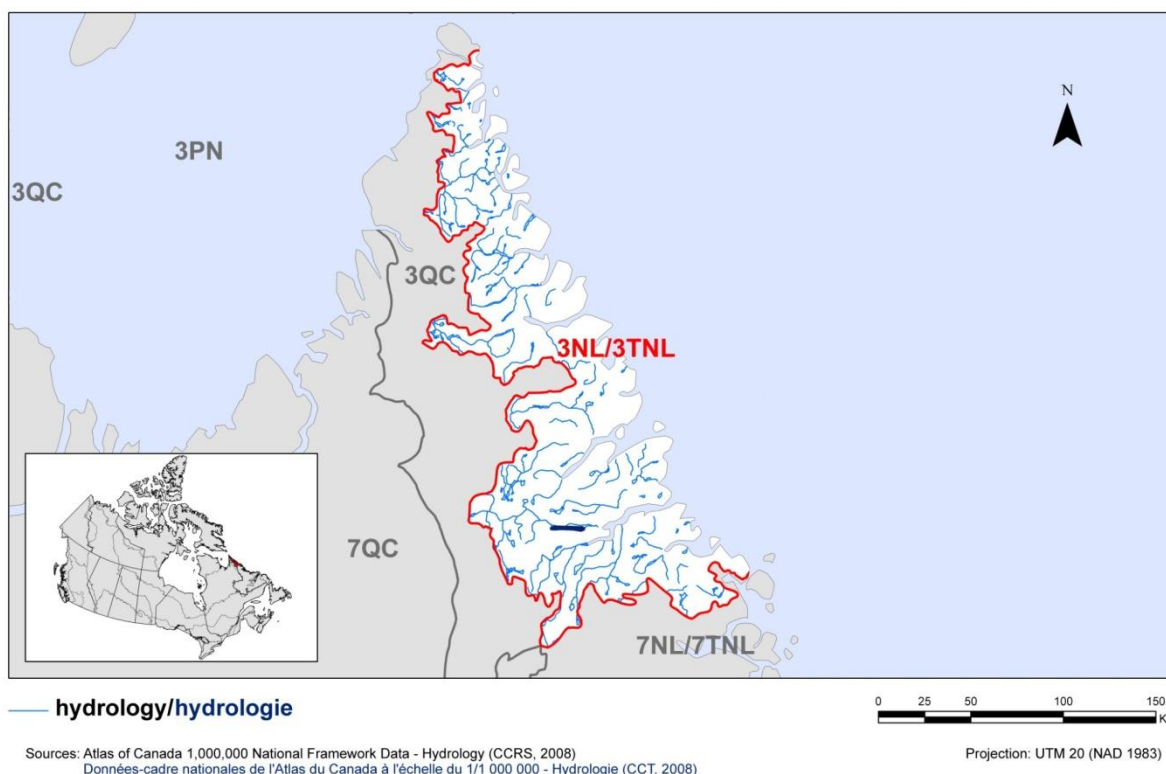 N
3PN
3QC
3QC
3NL/3TNL
7QC
7NL/7TNL
hydrology/hydrologie
0 25 50 100 150
K
Sources: Atlas of Canada 1,000,000 National Framework Data - Hydrology (CCRS, 2008)
Données-cadre nationales de l'Atlas du Canada à l'échelle du 1/1 000 000 - Hydrologie (CCT, 2008)
Projection: UTM 20 (NAD 1983)